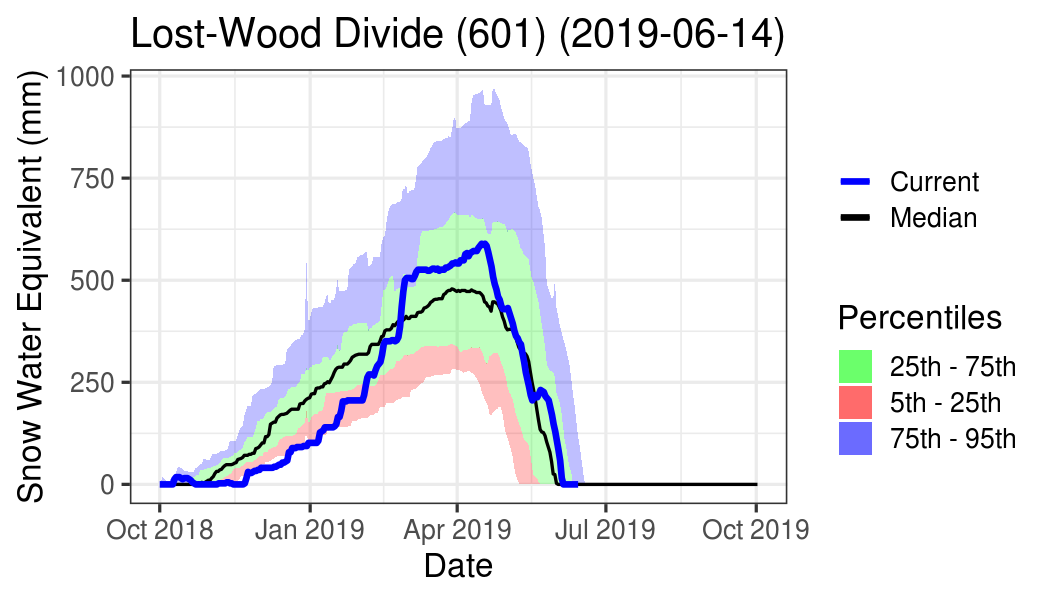 Lost-Wood Divide (601) (2019-06-14)
Snow Water Equivalent (mm)
1000
750
500
250
0
Oct 2018
Jan 2019
Apr 2019
Jul 2019
Oct 2019
Date
Current
Median
Percentiles
25th - 75th
5th - 25th
75th - 95th